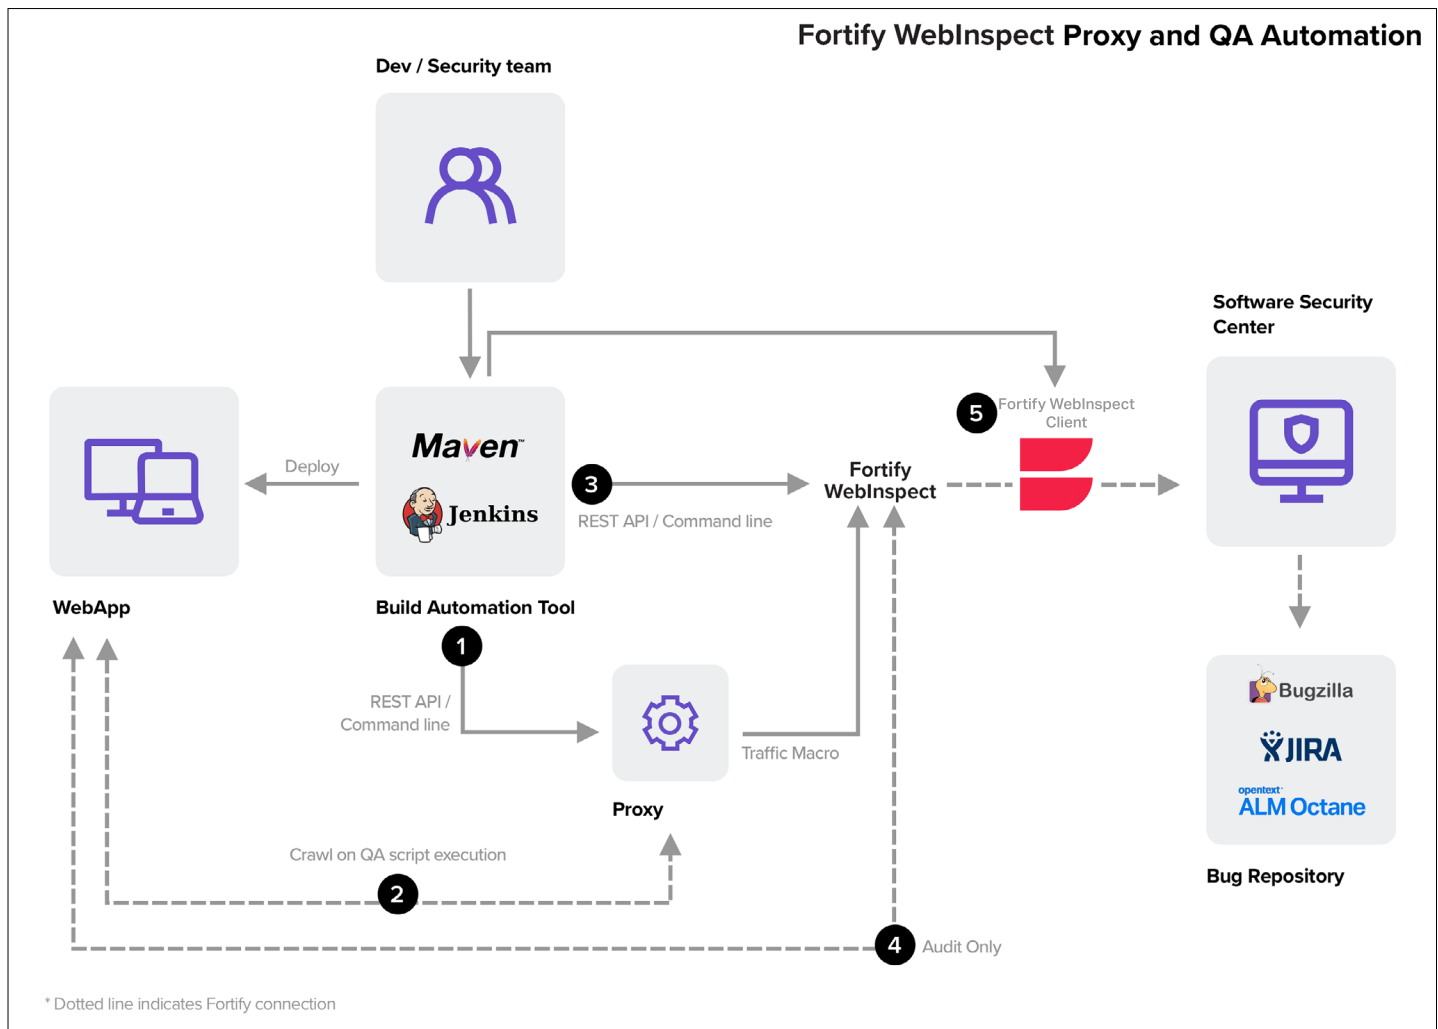 Fortify WebInspect Proxy and QA Automation
Dev / Security team
Software Security
Center
5
Fortify WebInspect
Client
Deploy
Maven™
Jenkins
3
REST API / Command line
Fortify
WebInspect
WebApp
Build Automation Tool
1
REST API /
Command line
Traffic Macro
Proxy
Bugzilla
JIRA
opentext™
ALM Octane
Bug Repository
Crawl on QA script execution
2
4
Audit Only
* Dotted line indicates Fortify connection